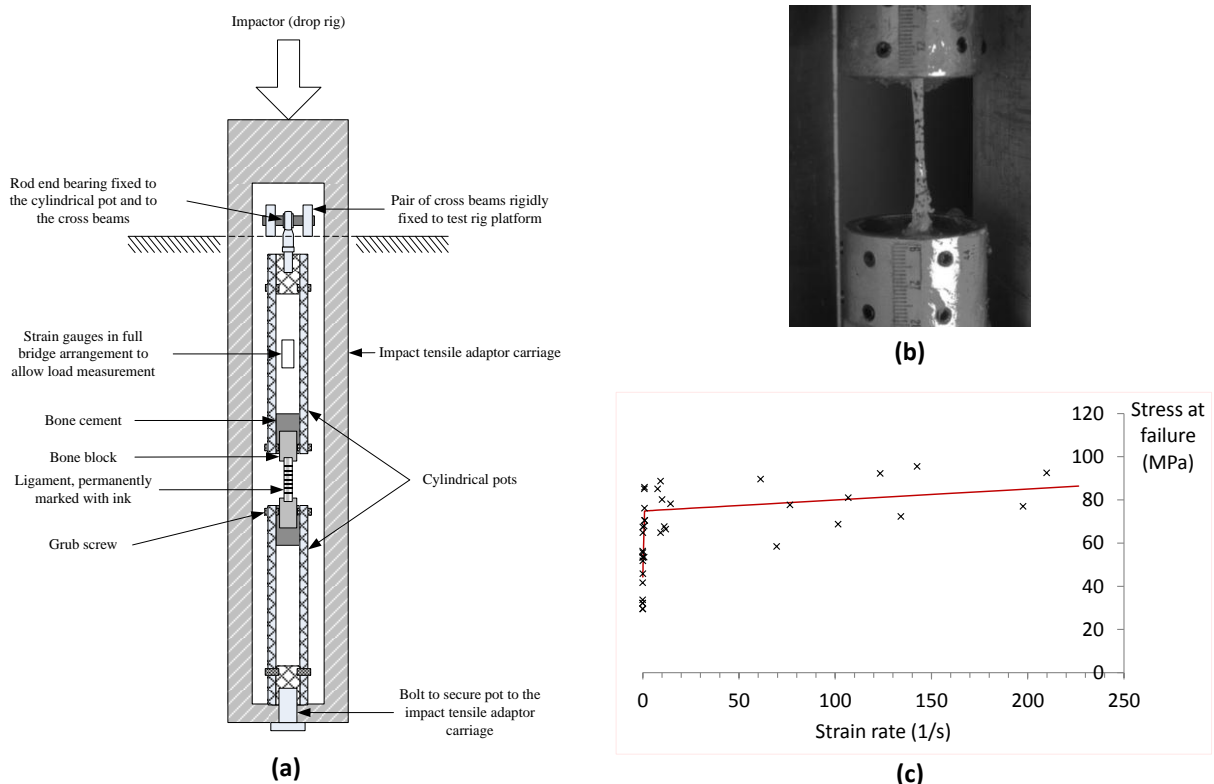 Impactor (drop rig)
Rod end bearing fixed to
the cylindrical pot and to
the cross beams
Pair of cross beams rigidly
fixed to test rig platform
Strain gauges in full
bridge arrangement to
allow load measurement
Impact tensile adaptor carriage
Bone cement
Bone block
Ligament, permanently
marked with ink
Cylindrical pots
Grub screw
Bolt to secure pot to the
impact tensile adaptor
carriage
(a)
(b)
120
100
80
60
40
20
0
Stress at
failure
(MPa)
0 50 100 150 200 250
Strain rate (1/s)
(c)